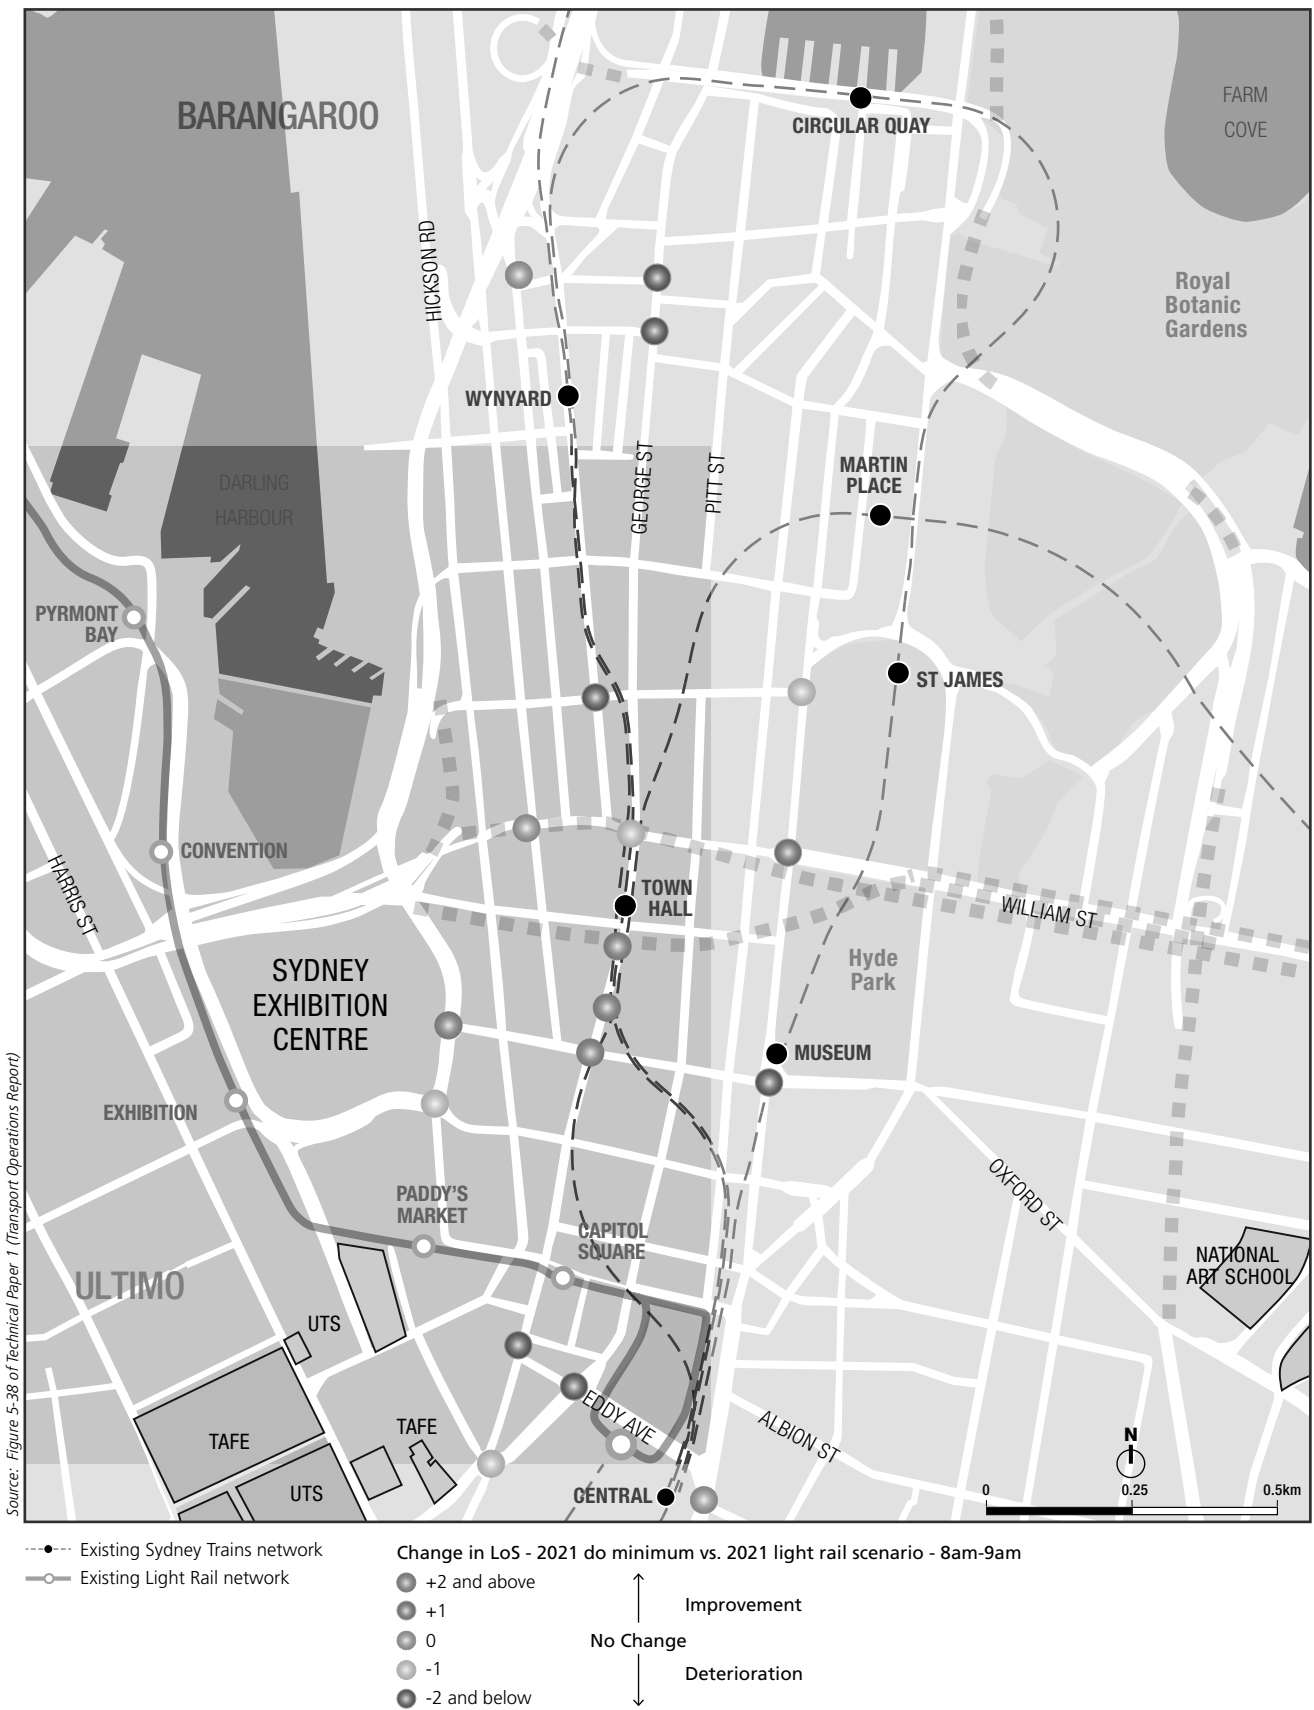 BARANGAROO
FARM
COVE
CIRCULAR QUAY
HICKSON RD
Royal
Botanic
Gardens
WYNYARD
GEORGE ST
PITT ST
MARTIN
PLACE
DARLING
HARBOUR
PYRMONT
BAY
ST JAMES
CONVENTION
HARRIS ST
TOWN
HALL
WILLIAM ST
SYDNEY
EXHIBITION
CENTRE
Hyde
Park
MUSEUM
EXHIBITION
OXFORD ST
PADDY'S
MARKET
CAPITOL
SQUARE
NATIONAL
ART SCHOOL
ULTIMO
UTS
EDDY AVE
ALBION ST
TAFE
TAFE
UTS
CENTRAL
N
0
0.25
0.5km
Source: Figure 5-38 of Technical Paper 1 (Transport Operations Report)
Existing Sydney Trains network
Existing Light Rail network
Change in LoS - 2021 do minimum vs. 2021 light rail scenario - 8am-9am
+2 and above
+1
0
-1
-2 and below
Improvement
No Change
Deterioration